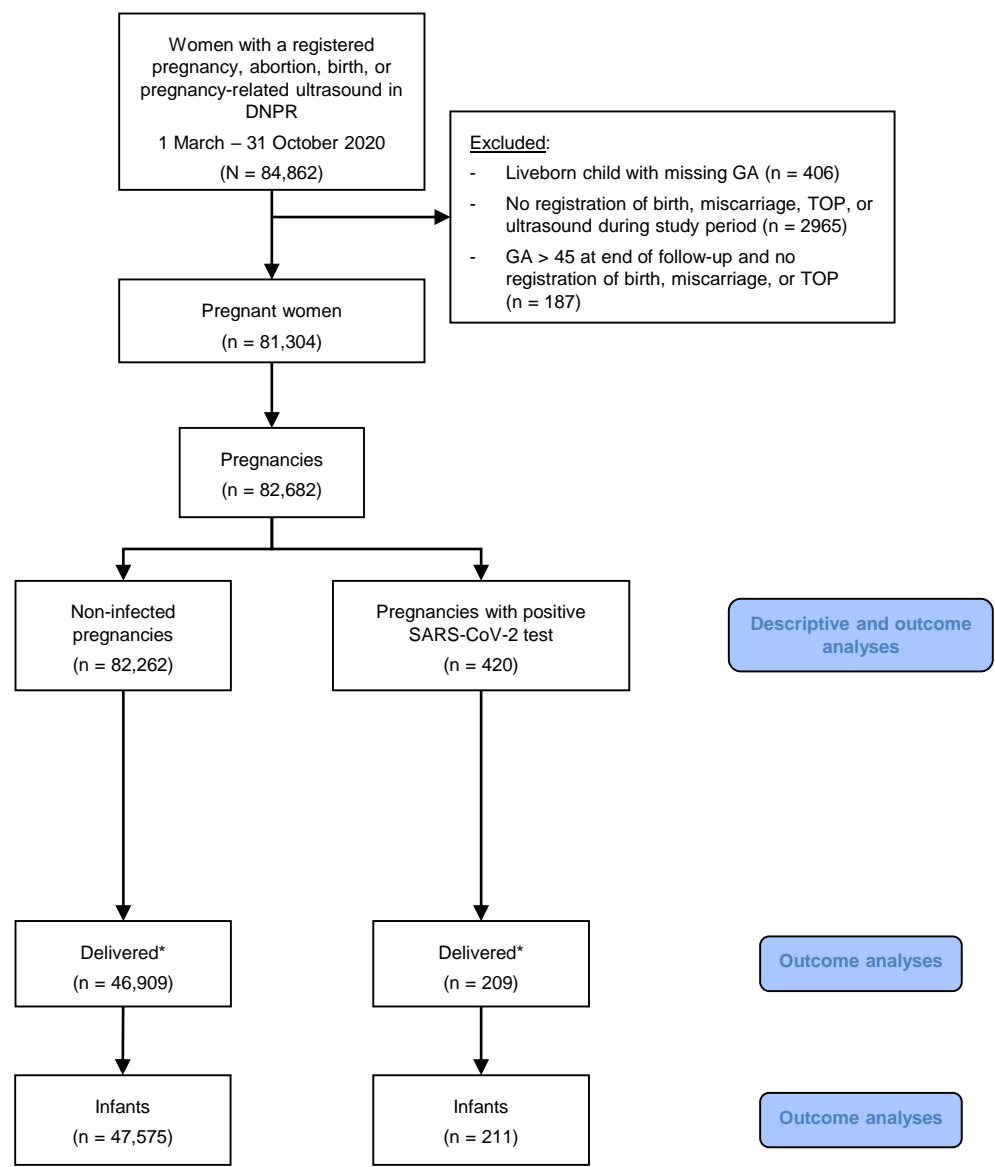 Women with a registered
pregnancy, abortion, birth, or
pregnancy-related ultrasound in
DNPR
1 March – 31 October 2020
(N = 84,862)
Excluded:
- Liveborn child with missing GA (n = 406)
- No registration of birth, miscarriage, TOP, or
ultrasound during study period (n = 2965)
- GA > 45 at end of follow-up and no
registration of birth, miscarriage, or TOP
(n = 187)
Pregnant women
(n = 81,304)
Pregnancies
(n = 82,682)
Non-infected
pregnancies
(n = 82,262)
Pregnancies with positive
SARS-CoV-2 test
(n = 420)
Descriptive and outcome
analyses
Delivered*
(n = 46,909)
Delivered*
(n = 209)
Outcome analyses
Infants
(n = 47,575)
Infants
(n = 211)
Outcome analyses